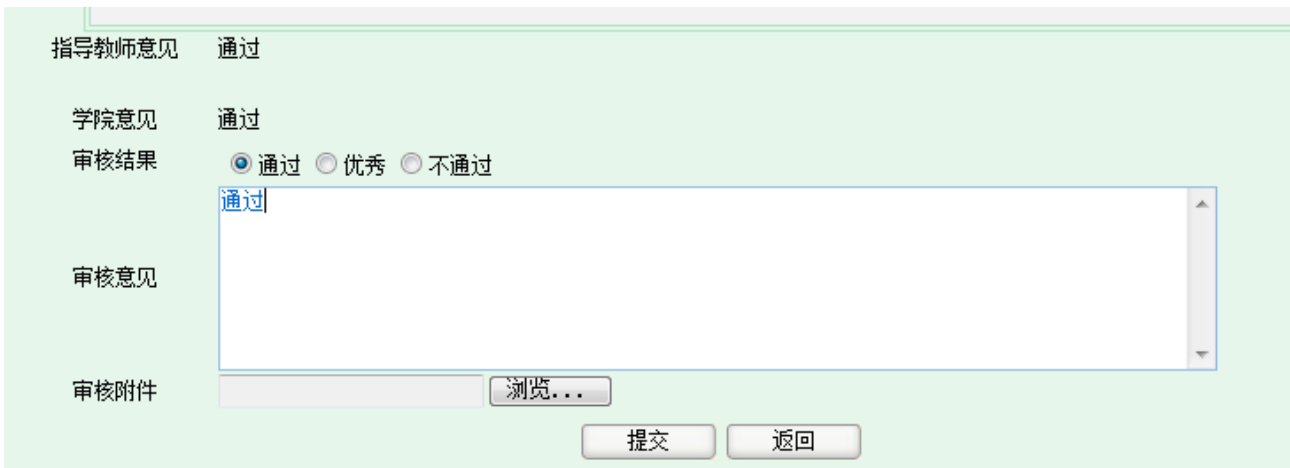 指导教师意见 通过
学院意见 通过
审核结果 通过 优秀 不通过
通过
审核意见
审核附件 浏览...
提交 返回